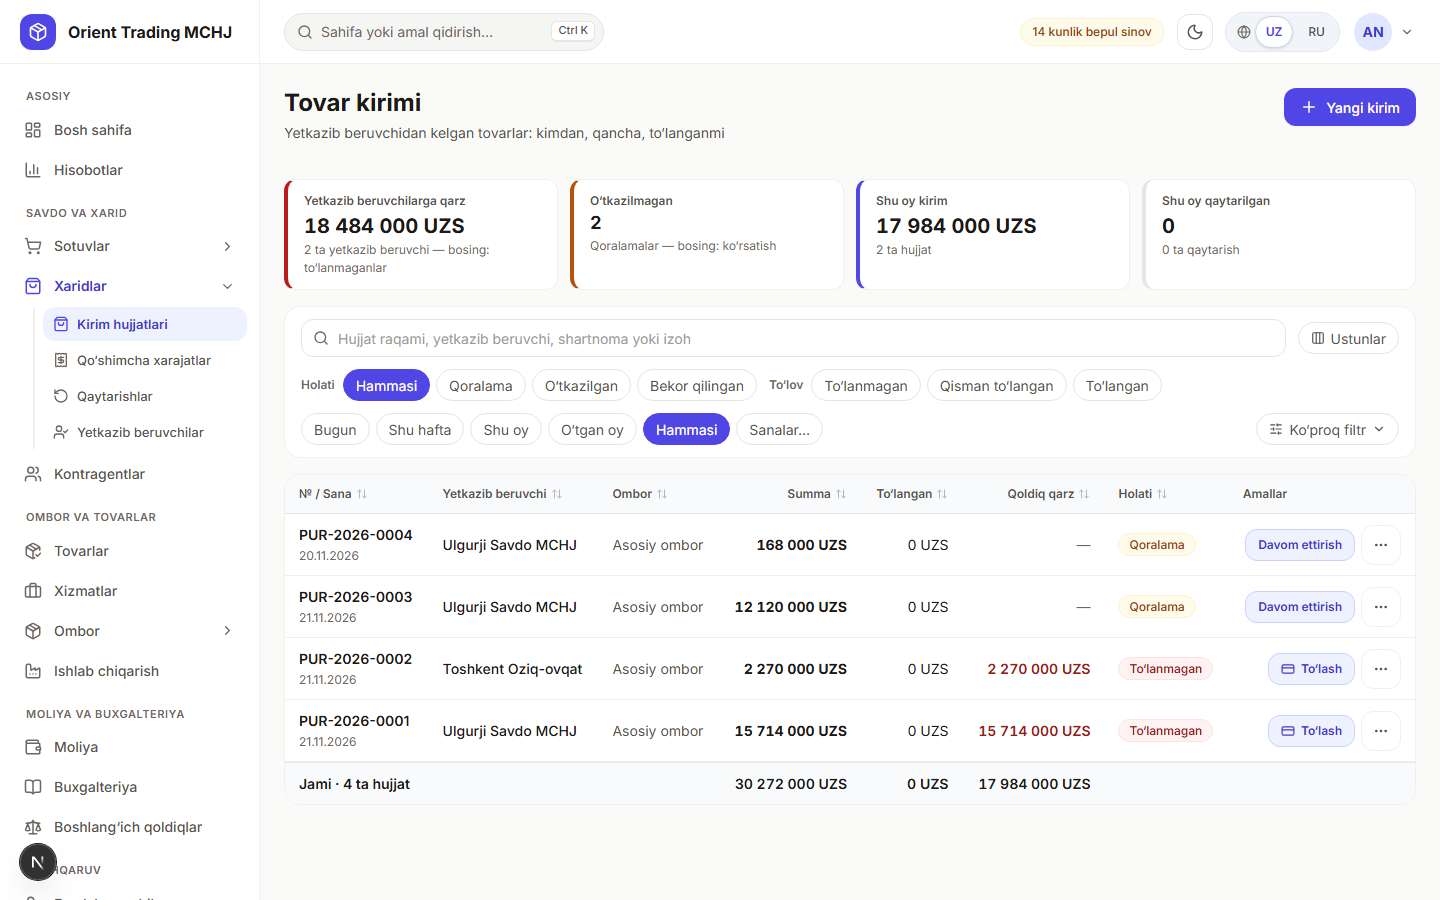 Orient Trading MCHJ
Sahifa yoki amal qidirish...
Ctrl K
14 kunlik bepul sinov
UZ
RU
AN
ASOSIY
Bosh sahifa
Hisobotlar
SAVDO VA XARID
Sotuvlar
Xaridlar
Kirim hujjatlari
Qo‘shimcha xarajatlar
Qaytarishlar
Yetkazib beruvchilar
Kontragentlar
OMBOR VA TOVARLAR
Tovarlar
Xizmatlar
Ombor
Ishlab chiqarish
MOLIYA VA BUXGALTERIYA
Moliya
Buxgalteriya
Boshlang‘ich qoldiqlar
N
Tovar kirimi
Yetkazib beruvchidan kelgan tovarlar: kimdan, qancha, to‘langanmi
Yangi kirim
Yetkazib beruvchilarga qarz
18 484 000 UZS
2 ta yetkazib beruvchi — bosing:
to‘lanmaganlar
O‘tkazilmagan
2
Qoralamalar — bosing: ko‘rsatish
Shu oy kirim
17 984 000 UZS
2 ta hujjat
Shu oy qaytarilgan
0
0 ta qaytarish
Hujjat raqami, yetkazib beruvchi, shartnoma yoki izoh
Ustunlar
Holati Hammasi Qoralama O‘tkazilgan Bekor qilingan To‘lov To‘lanmagan Qisman to‘langan To‘langan
Bugun Shu hafta Shu oy O‘tgan oy Hammasi Sanalar... Ko‘proq filtr
№ / Sana Yetkazib beruvchi Ombor Summa To‘langan Qoldiq qarz Holati Amallar
PUR-2026-0004
20.11.2026
Ulgurji Savdo MCHJ Asosiy ombor 168 000 UZS 0 UZS — Qoralama Davom ettirish
PUR-2026-0003
21.11.2026
Ulgurji Savdo MCHJ Asosiy ombor 12 120 000 UZS 0 UZS — Qoralama Davom ettirish
PUR-2026-0002
21.11.2026
Toshkent Oziq-ovqat Asosiy ombor 2 270 000 UZS 0 UZS 2 270 000 UZS To‘lanmagan To‘lash
PUR-2026-0001
21.11.2026
Ulgurji Savdo MCHJ Asosiy ombor 15 714 000 UZS 0 UZS 15 714 000 UZS To‘lanmagan To‘lash
Jami · 4 ta hujjat 30 272 000 UZS 0 UZS 17 984 000 UZS